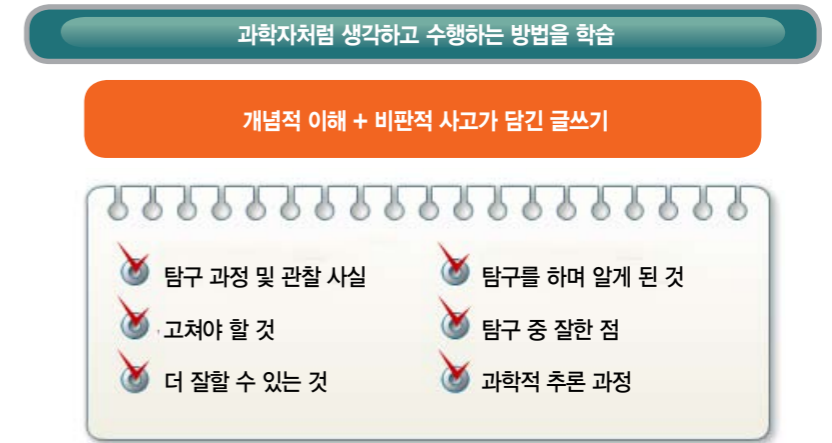 과학자처럼 생각하고 수행하는 방법을 학습
개념적 이해 + 비판적 사고가 담긴 글쓰기
탐구 과정 및 관찰 사실
고쳐야 할 것
더 잘할 수 있는 것
탐구를 하며 알게 된 것
탐구 중 잘한 점
과학적 추론 과정